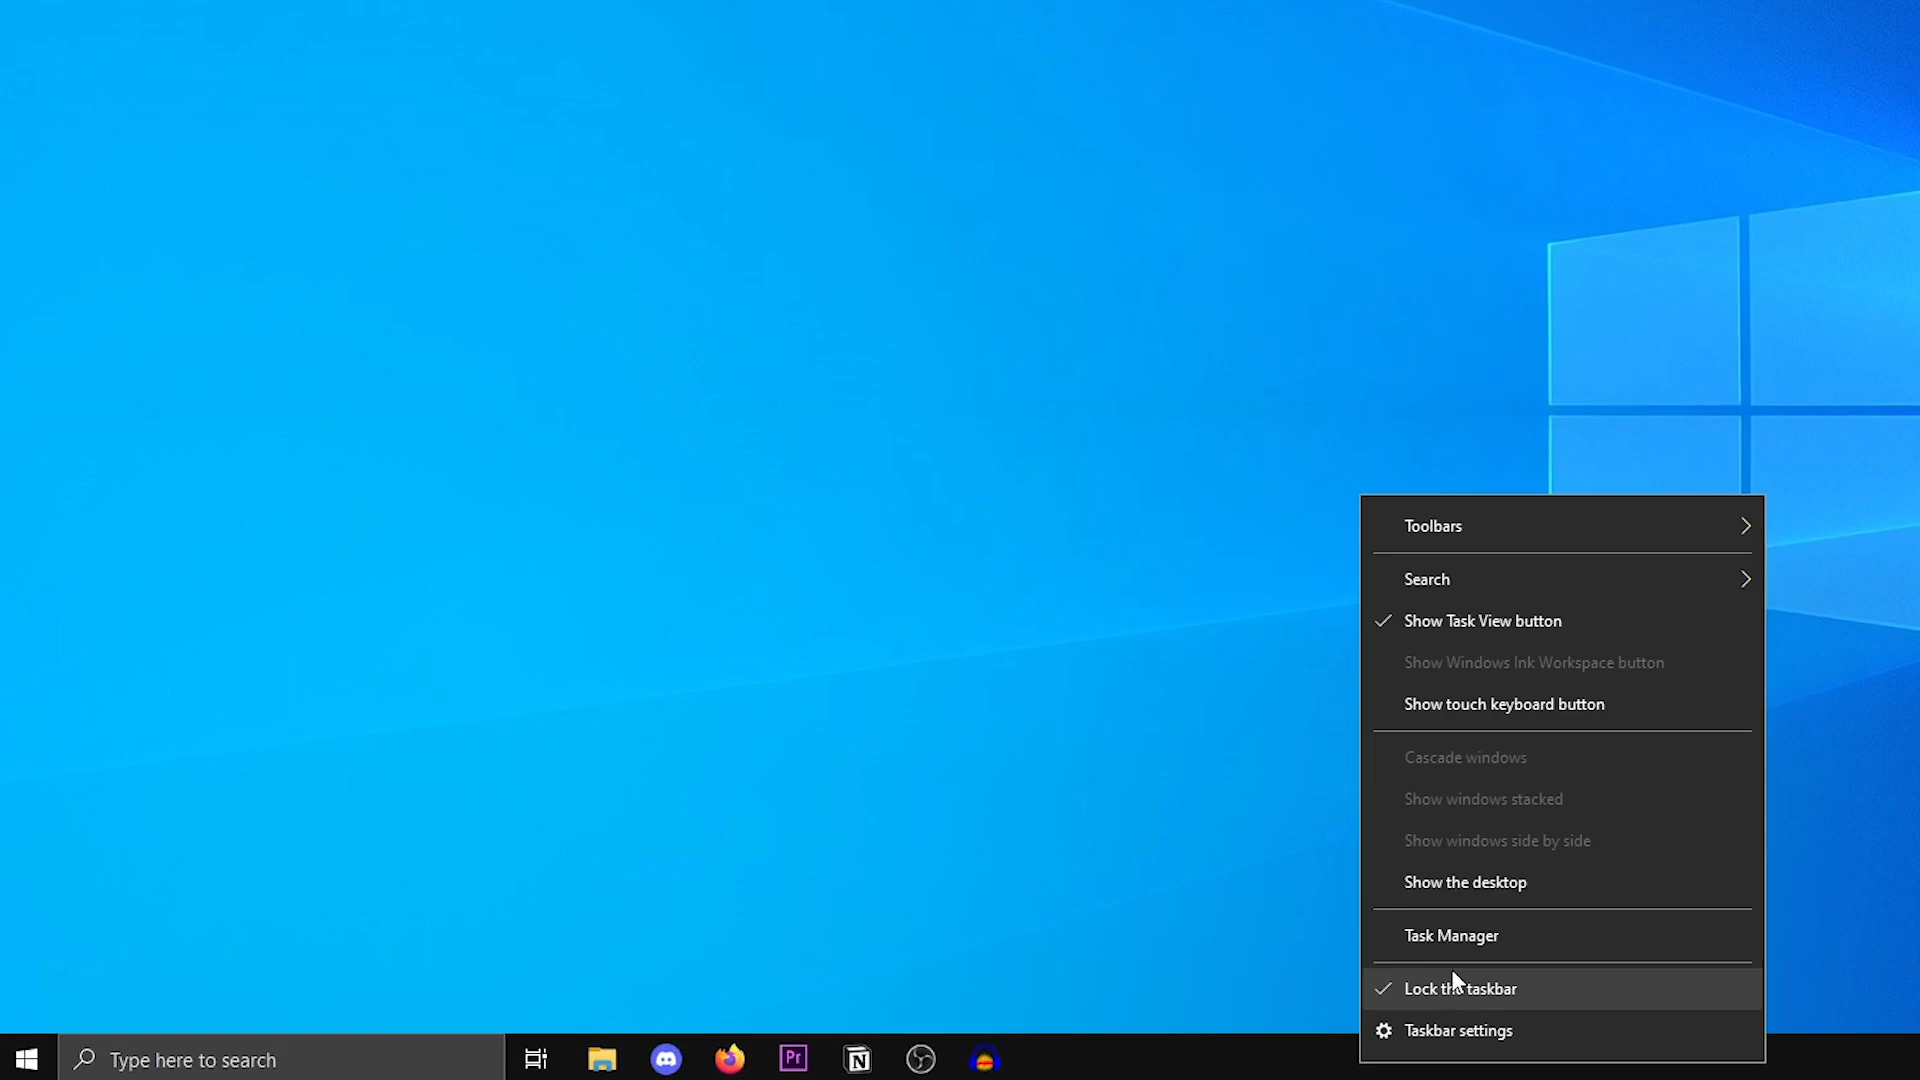 Toolbars
Search
Show Task View button
Show Windows Ink Workspace button
Show touch keyboard button
Cascade windows
Show windows stacked
Show windows side by side
Show the desktop
Task Manager
Lock the taskbar
Taskbar settings
Type here to search
Pr
N